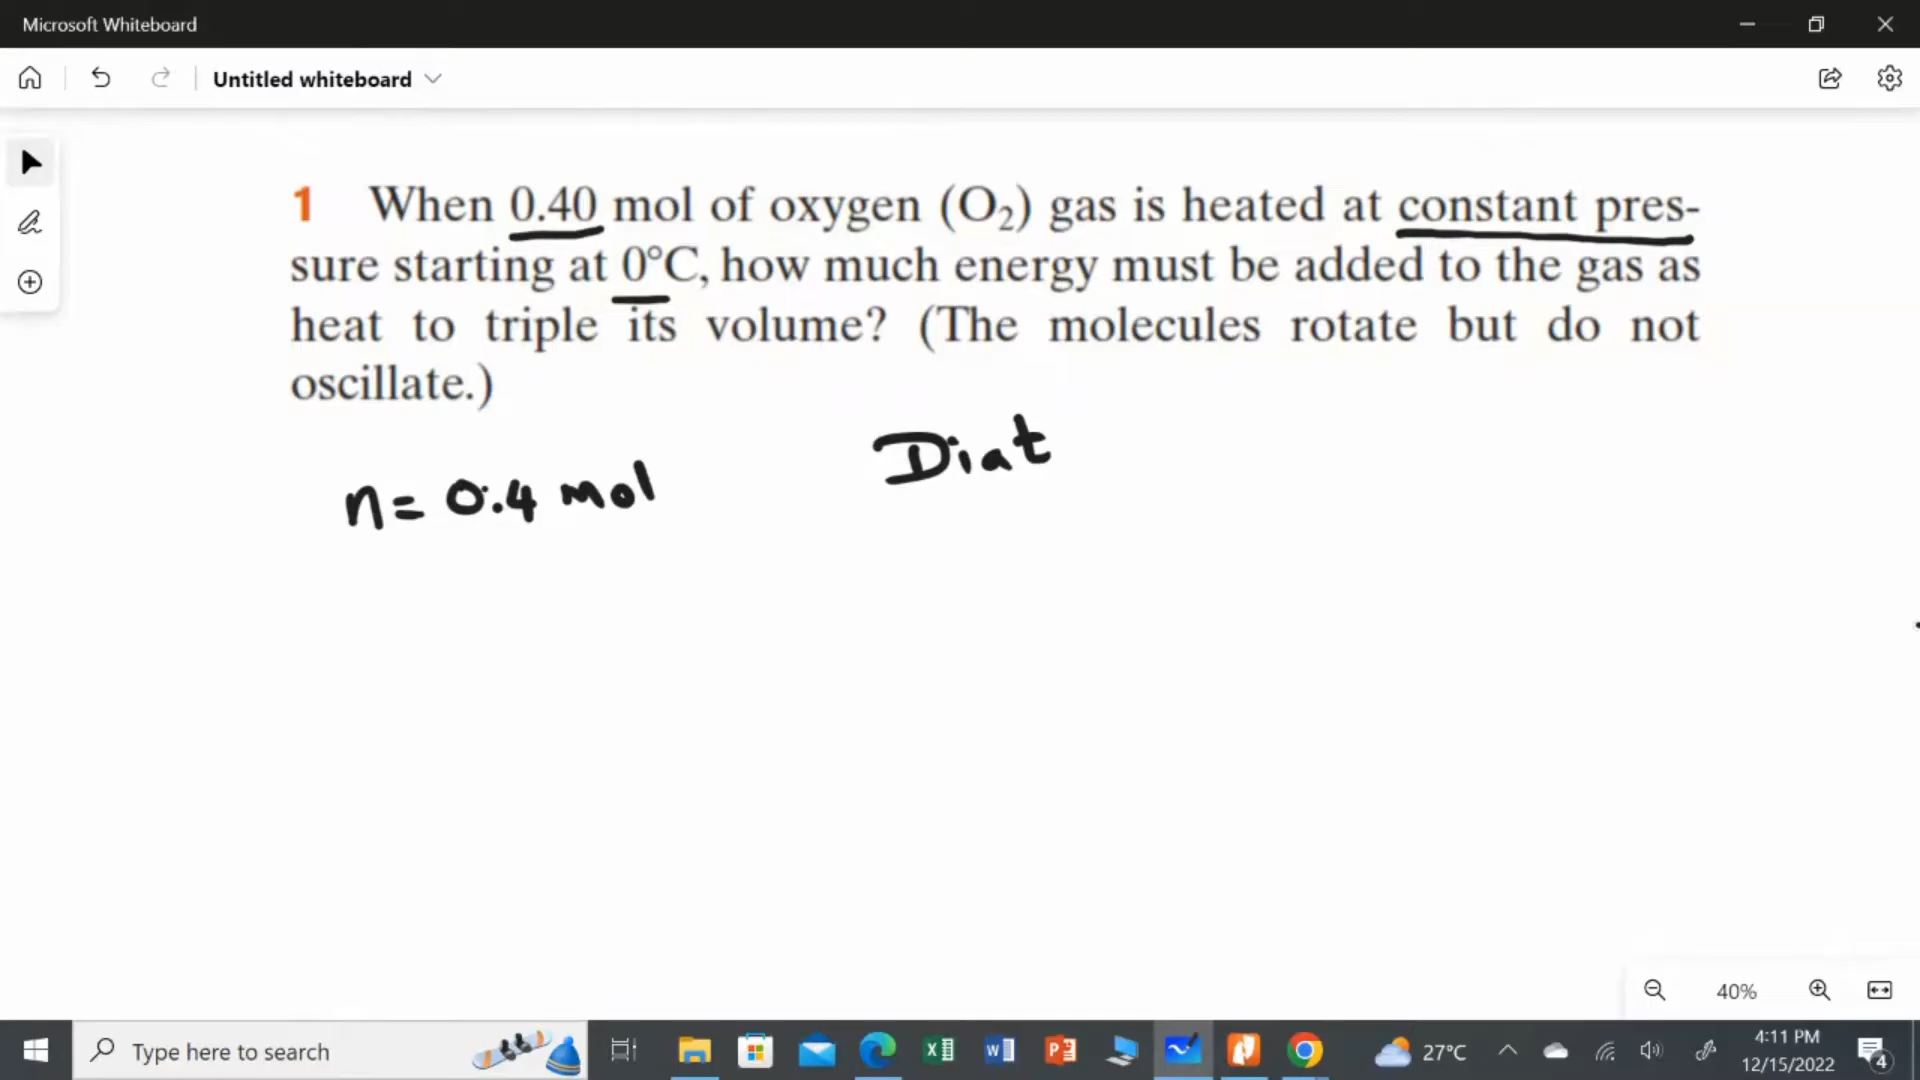 Microsoft Whiteboard
Untitled whiteboard
1 When 0.40 mol of oxygen (O₂) gas is heated at constant pres-
sure starting at 0°C, how much energy must be added to the gas as
heat to triple its volume? (The molecules rotate but do not
oscillate.)
Diat
n = 0.4 mol
40%
Type here to search
27°C
4:11 PM
12/15/2022
4